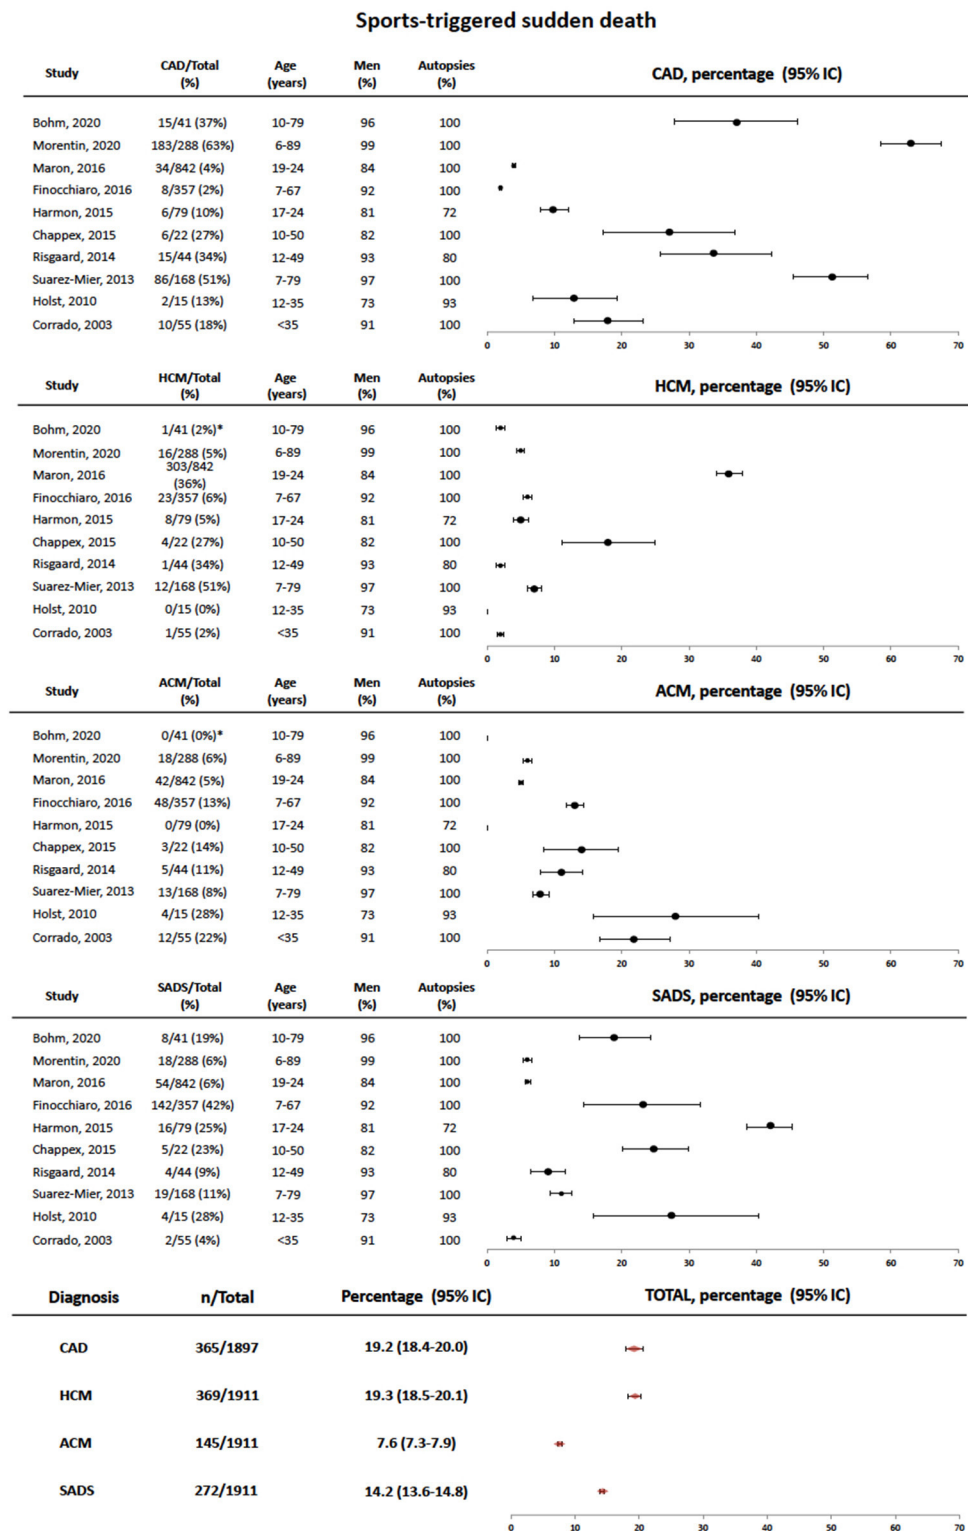 Sports-triggered sudden death
Study CAD/Total (%) Age (years) Men (%) Autopsies (%) CAD, percentage (95% IC)
Bohm, 2020 15/41 (37%) 10-79 96 100
Morentin, 2020 183/288 (63%) 6-89 99 100
Maron, 2016 34/842 (4%) 19-24 84 100
Finocchiaro, 2016 8/357 (2%) 7-67 92 100
Harmon, 2015 6/79 (10%) 17-24 81 72
Chappex, 2015 6/22 (27%) 10-50 82 100
Risgaard, 2014 15/44 (34%) 12-49 93 80
Suarez-Mier, 2013 86/168 (51%) 7-79 97 100
Holst, 2010 2/15 (13%) 12-35 73 93
Corrado, 2003 10/55 (18%) <35 91 100
0 10 20 30 40 50 60 70
Study HCM/Total (%) Age (years) Men (%) Autopsies (%) HCM, percentage (95% IC)
Bohm, 2020 1/41 (2%)* 10-79 96 100
Morentin, 2020 16/288 (5%) 6-89 99 100
Maron, 2016 303/842 (36%) 19-24 84 100
Finocchiaro, 2016 23/357 (6%) 7-67 92 100
Harmon, 2015 8/79 (5%) 17-24 81 72
Chappex, 2015 4/22 (27%) 10-50 82 100
Risgaard, 2014 1/44 (34%) 12-49 93 80
Suarez-Mier, 2013 12/168 (51%) 7-79 97 100
Holst, 2010 0/15 (0%) 12-35 73 93
Corrado, 2003 1/55 (2%) <35 91 100
0 10 20 30 40 50 60 70
Study ACM/Total (%) Age (years) Men (%) Autopsies (%) ACM, percentage (95% IC)
Bohm, 2020 0/41 (0%)* 10-79 96 100
Morentin, 2020 18/288 (6%) 6-89 99 100
Maron, 2016 42/842 (5%) 19-24 84 100
Finocchiaro, 2016 48/357 (13%) 7-67 92 100
Harmon, 2015 0/79 (0%) 17-24 81 72
Chappex, 2015 3/22 (14%) 10-50 82 100
Risgaard, 2014 5/44 (11%) 12-49 93 80
Suarez-Mier, 2013 13/168 (8%) 7-79 97 100
Holst, 2010 4/15 (28%) 12-35 73 93
Corrado, 2003 12/55 (22%) <35 91 100
0 10 20 30 40 50 60 70
Study SADS/Total (%) Age (years) Men (%) Autopsies (%) SADS, percentage (95% IC)
Bohm, 2020 8/41 (19%) 10-79 96 100
Morentin, 2020 18/288 (6%) 6-89 99 100
Maron, 2016 54/842 (6%) 19-24 84 100
Finocchiaro, 2016 142/357 (42%) 7-67 92 100
Harmon, 2015 16/79 (25%) 17-24 81 72
Chappex, 2015 5/22 (23%) 10-50 82 100
Risgaard, 2014 4/44 (9%) 12-49 93 80
Suarez-Mier, 2013 19/168 (11%) 7-79 97 100
Holst, 2010 4/15 (28%) 12-35 73 93
Corrado, 2003 2/55 (4%) <35 91 100
0 10 20 30 40 50 60 70
Diagnosis n/Total Percentage (95% IC) TOTAL, percentage (95% IC)
CAD 365/1897 19.2 (18.4-20.0)
HCM 369/1911 19.3 (18.5-20.1)
ACM 145/1911 7.6 (7.3-7.9)
SADS 272/1911 14.2 (13.6-14.8)
0 10 20 30 40 50 60 70